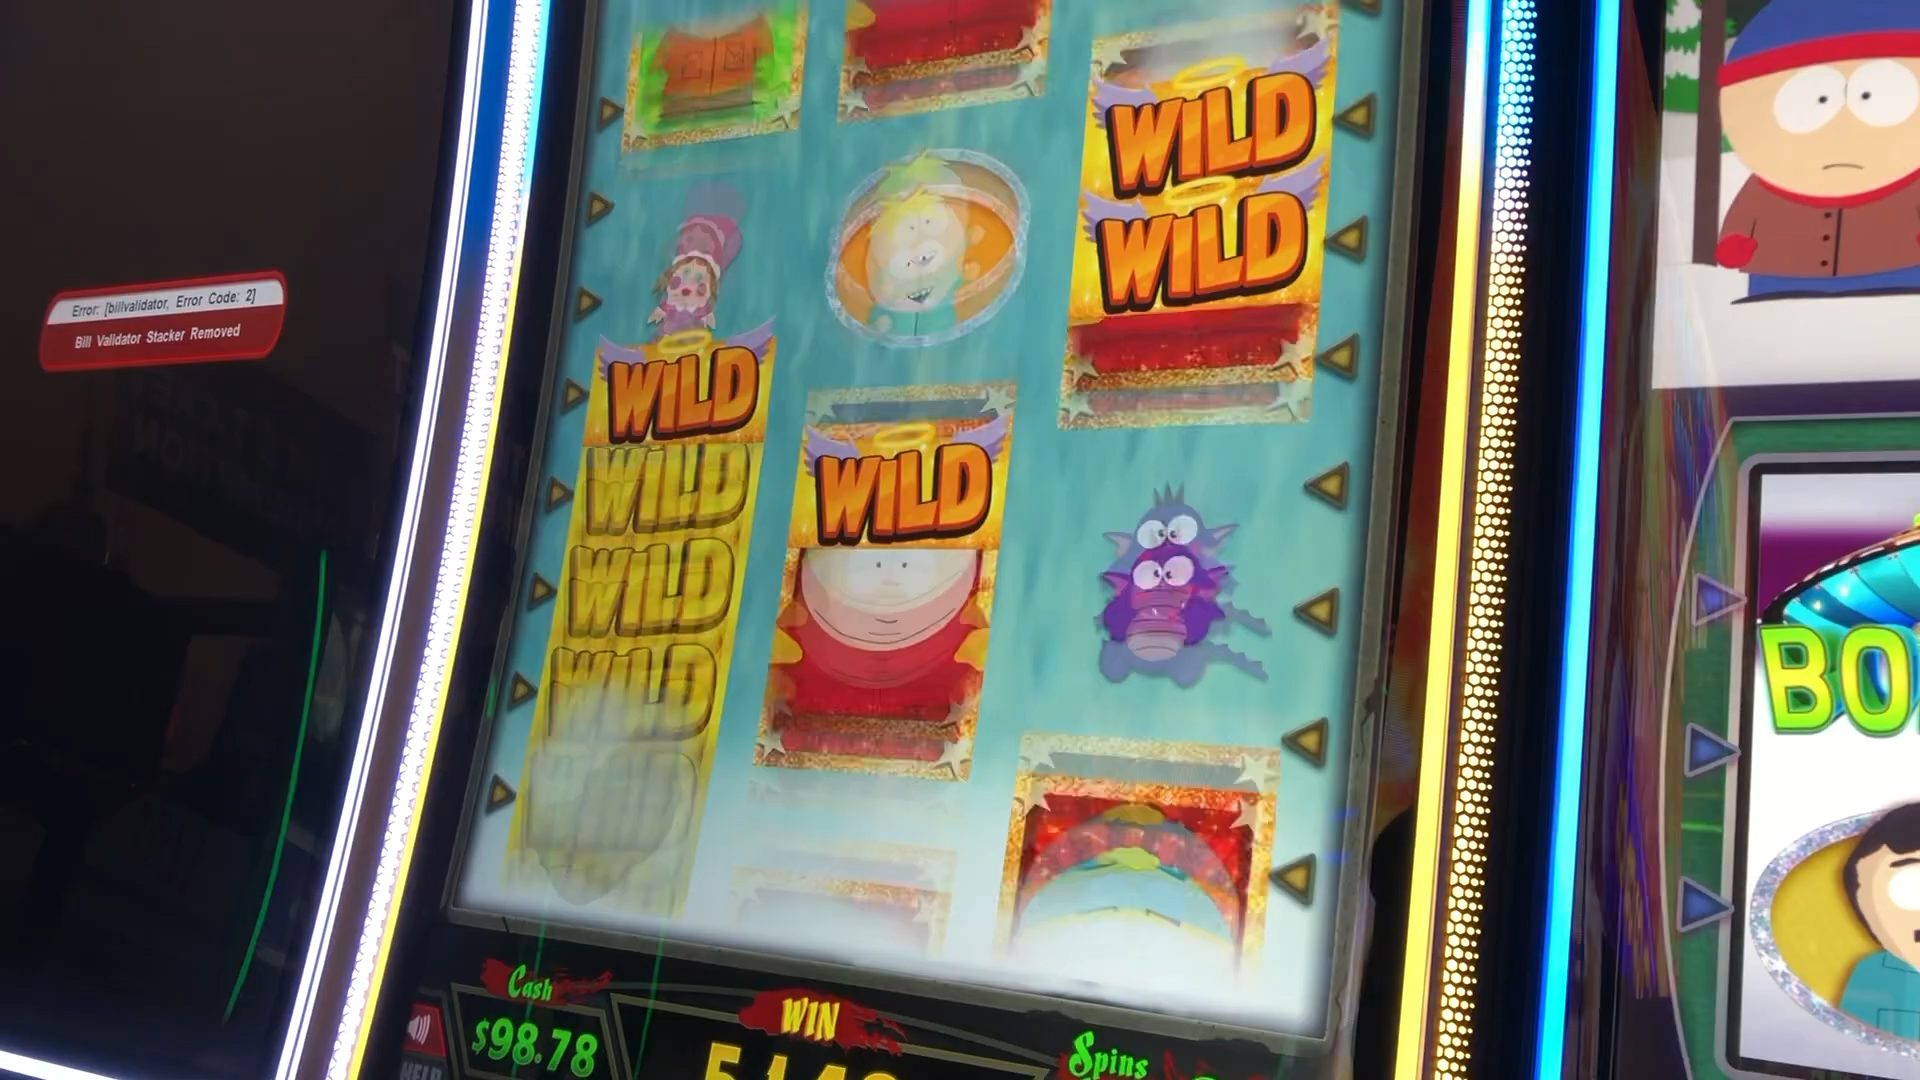 Error: [billvalidator, Error Code: 2]
Bill Validator Stacker Removed
WILD
WILD
WILD
WILD
WILD
WILD
WILD
Cash
$98.78
WIN
Spins
HELP